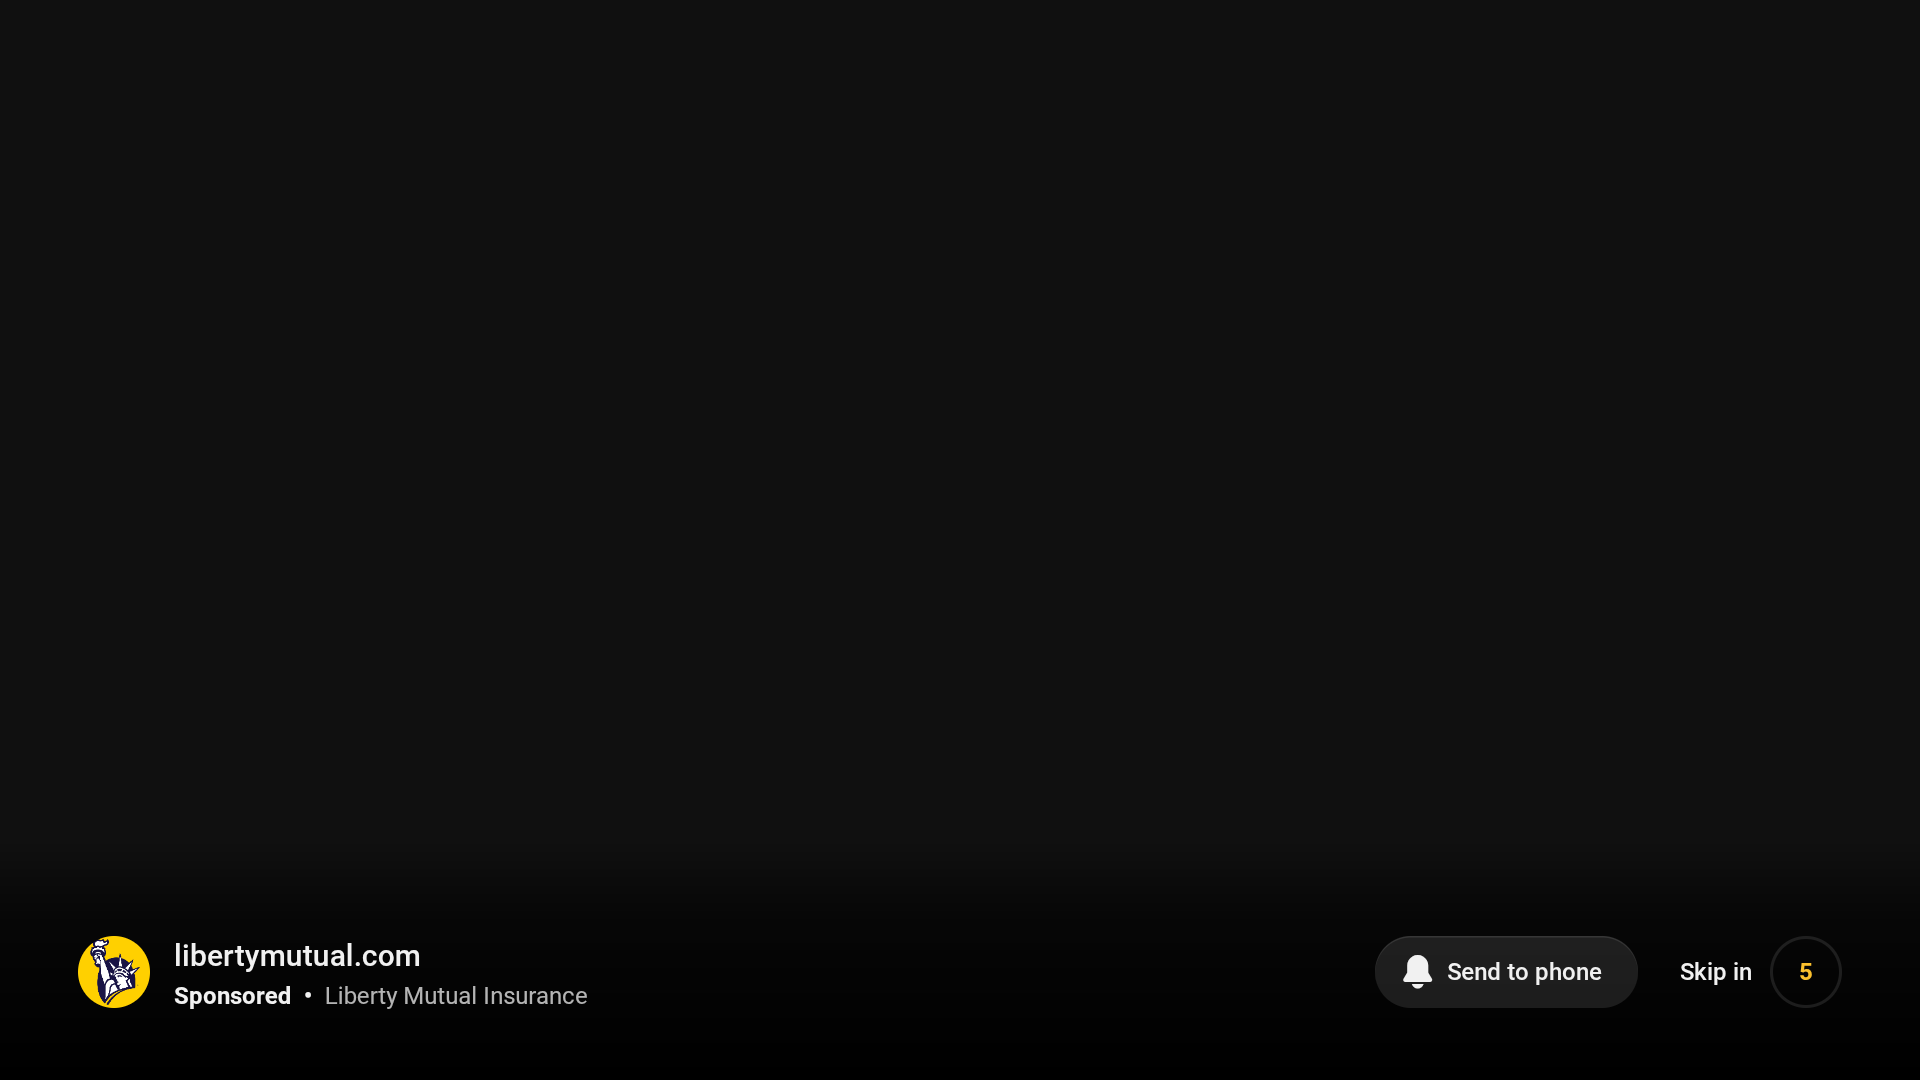 libertymutual.com
Sponsored • Liberty Mutual Insurance
Send to phone
Skip in 5